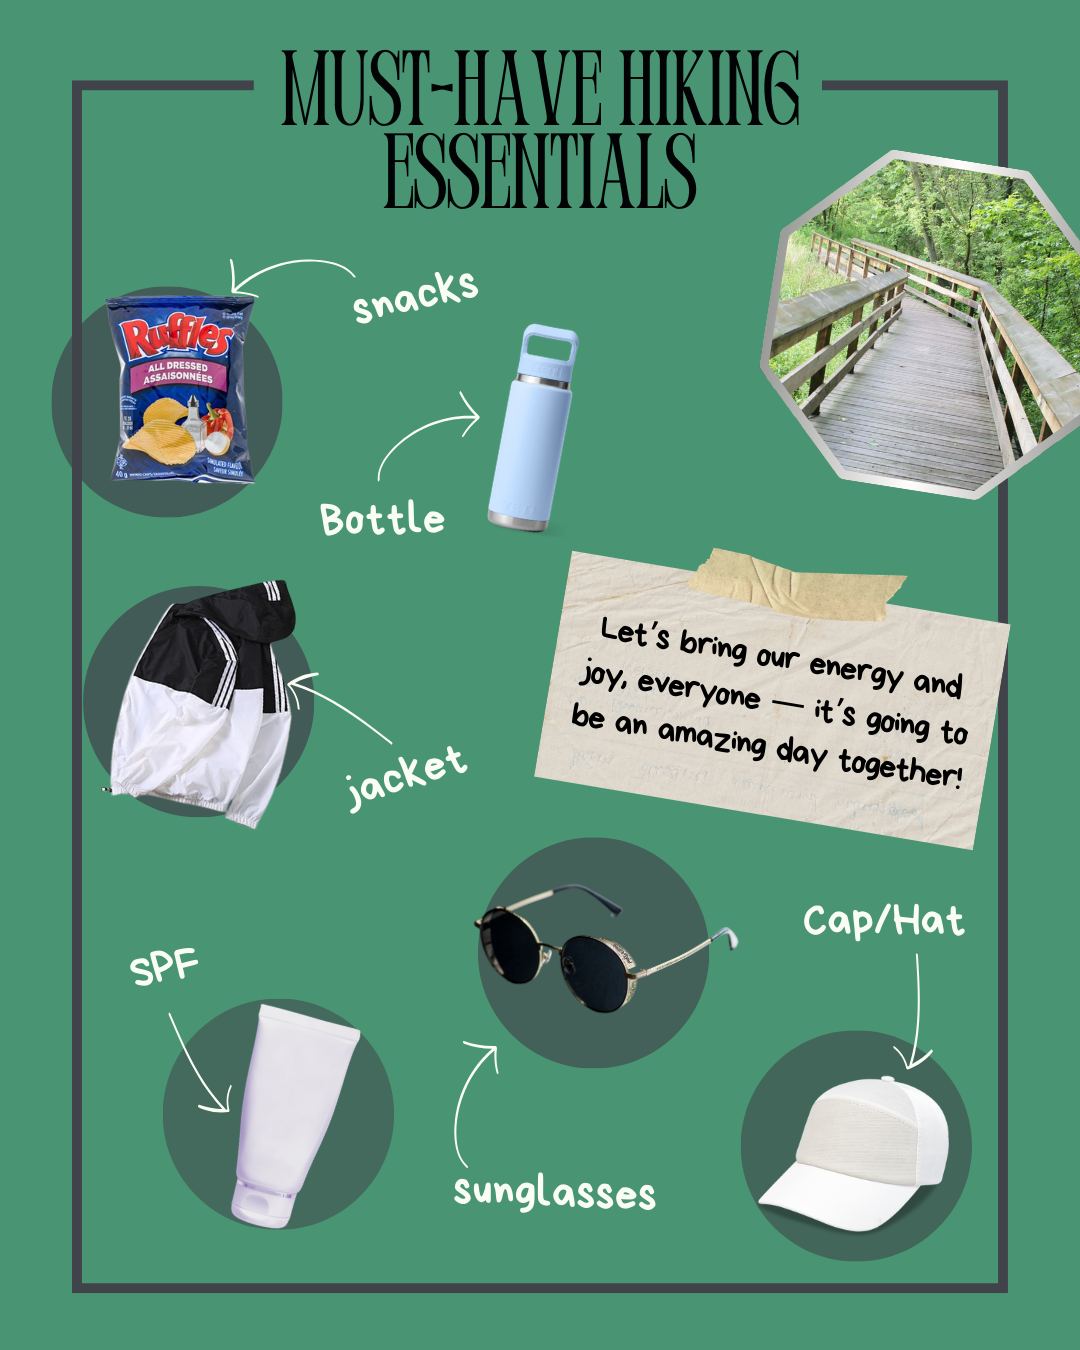 MUST-HAVE HIKING
ESSENTIALS
snacks
Ruffles
ALL DRESSED
ASSAISONNÉES
Bottle
Let's bring our energy and
joy, everyone — it's going to
be an amazing day together!
jacket
Cap/Hat
SPF
sunglasses